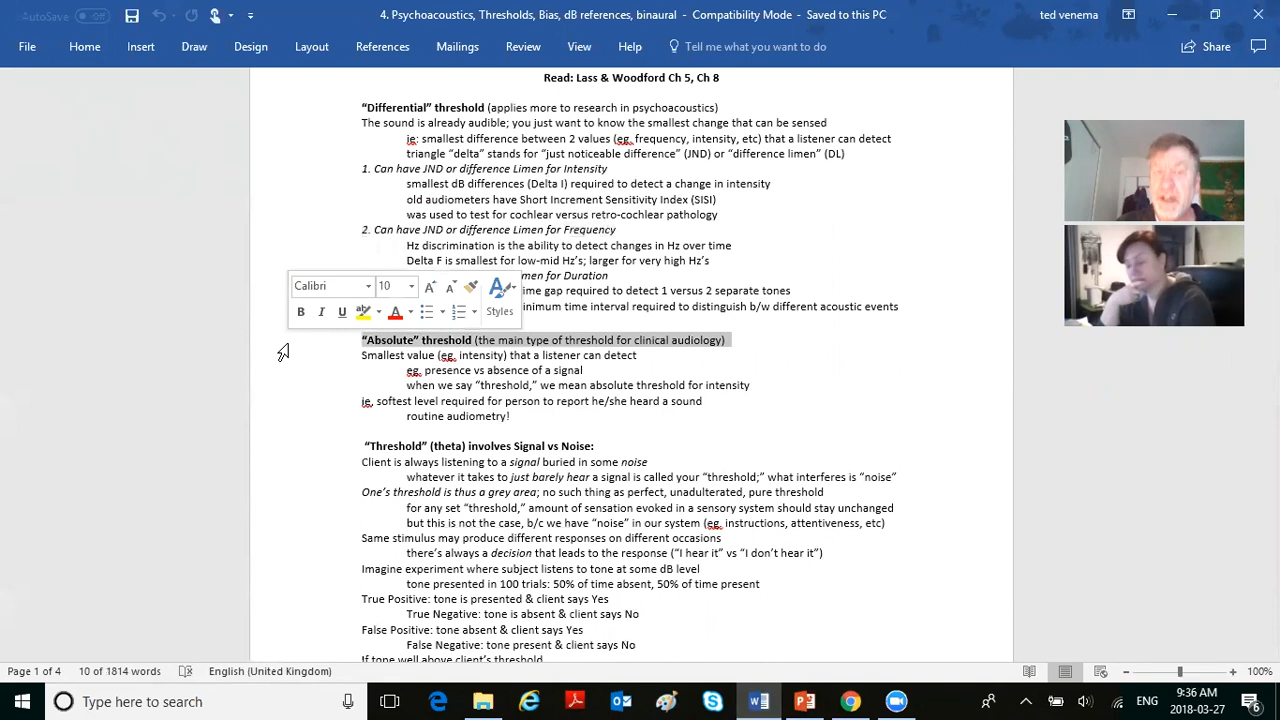 AutoSave Off
4. Psychoacoustics, Thresholds, Bias, dB references, binaural - Compatibility Mode - Saved to this PC
ted venema
File Home Insert Draw Design Layout References Mailings Review View Help Tell me what you want to do Share
Read: Lass & Woodford Ch 5, Ch 8
“Differential” threshold (applies more to research in psychoacoustics)
The sound is already audible; you just want to know the smallest change that can be sensed
ie: smallest difference between 2 values (eg. frequency, intensity, etc) that a listener can detect
triangle “delta” stands for “just noticeable difference” (JND) or “difference limen” (DL)
1. Can have JND or difference Limen for Intensity
smallest dB differences (Delta I) required to detect a change in intensity
old audiometers have Short Increment Sensitivity Index (SISI)
was used to test for cochlear versus retro-cochlear pathology
2. Can have JND or difference Limen for Frequency
Hz discrimination is the ability to detect changes in Hz over time
Delta F is smallest for low-mid Hz’s; larger for very high Hz’s
men for Duration
ime gap required to detect 1 versus 2 separate tones
inimum time interval required to distinguish b/w different acoustic events
Calibri 10 A A A
B I U ab A Styles
“Absolute” threshold (the main type of threshold for clinical audiology)
Smallest value (eg. intensity) that a listener can detect
eg. presence vs absence of a signal
when we say “threshold,” we mean absolute threshold for intensity
ie. softest level required for person to report he/she heard a sound
routine audiometry!
“Threshold” (theta) involves Signal vs Noise:
Client is always listening to a signal buried in some noise
whatever it takes to just barely hear a signal is called your “threshold;” what interferes is “noise”
One’s threshold is thus a grey area; no such thing as perfect, unadulterated, pure threshold
for any set “threshold,” amount of sensation evoked in a sensory system should stay unchanged
but this is not the case, b/c we have “noise” in our system (eg. instructions, attentiveness, etc)
Same stimulus may produce different responses on different occasions
there’s always a decision that leads to the response (“I hear it” vs “I don’t hear it”)
Imagine experiment where subject listens to tone at some dB level
tone presented in 100 trials: 50% of time absent, 50% of time present
True Positive: tone is presented & client says Yes
True Negative: tone is absent & client says No
False Positive: tone absent & client says Yes
False Negative: tone present & client says No
If tone well above client’s threshold
Page 1 of 4 10 of 1814 words English (United Kingdom) 100%
Type here to search
ENG
9:36 AM
2018-03-27
6